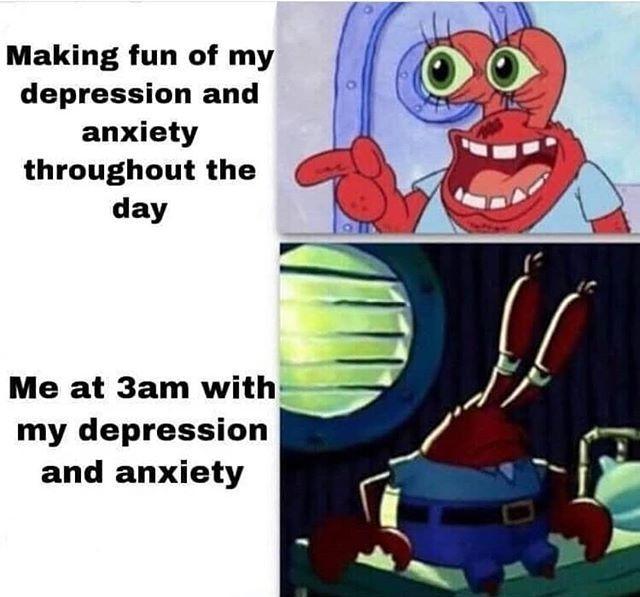 Making fun of my
depression and
anxiety
throughout the
day
Me at 3am with
my depression
and anxiety